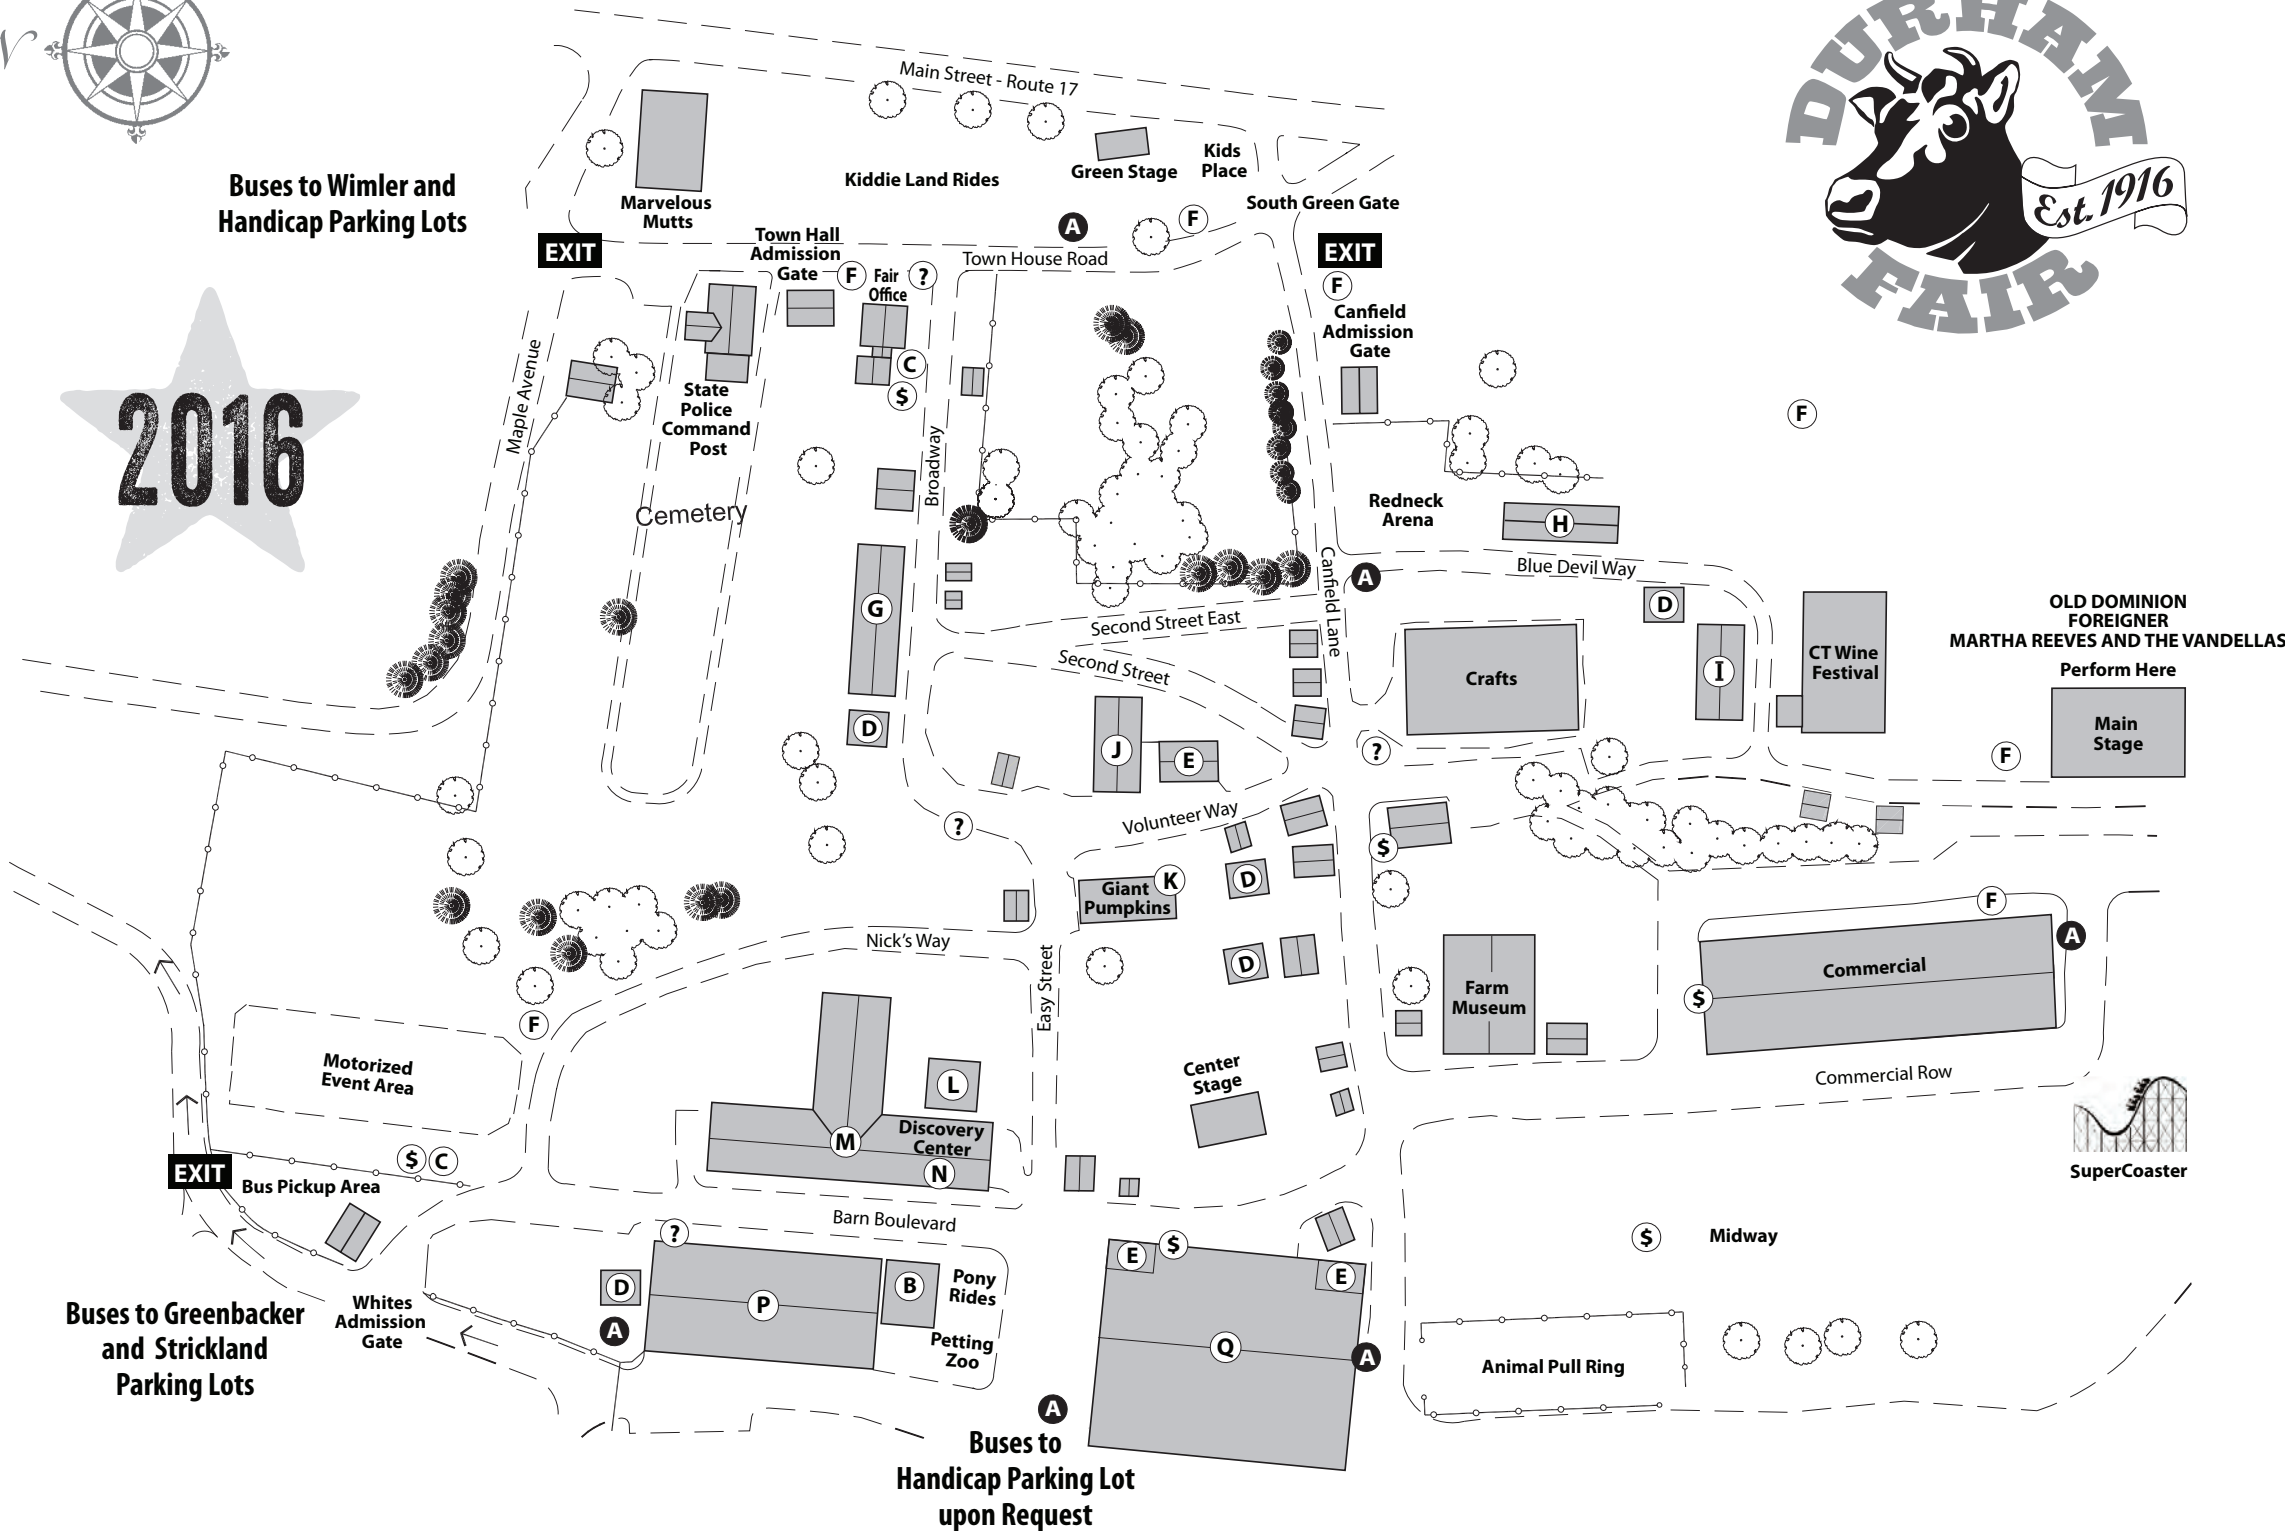 N
DURHAM
Est. 1916
FAIR
Main Street - Route 17
Buses to Wimler and
Handicap Parking Lots
Marvelous
Mutts
Kiddie Land Rides
Green Stage
Kids
Place
South Green Gate
A
F
EXIT
Town Hall
Admission
Gate
F
Fair
Office
?
Town House Road
EXIT
F
Canfield
Admission
Gate
C
$
2016
Maple Avenue
State
Police
Command
Post
Broadway
F
Cemetery
Redneck
Arena
H
Canfield Lane
A
Blue Devil Way
G
Second Street East
Second Street
D
OLD DOMINION
FOREIGNER
MARTHA REEVES AND THE VANDELLAS
Perform Here
Crafts
I
CT Wine
Festival
Main
Stage
D
J
E
?
F
?
Volunteer Way
$
Giant
Pumpkins
K
D
Nick's Way
Easy Street
D
F
Farm
Museum
F
Commercial
A
$
Motorized
Event Area
L
Center
Stage
Commercial Row
M
Discovery
Center
N
$
C
EXIT
Bus Pickup Area
SuperCoaster
Barn Boulevard
?
E
$
E
$
Midway
D
P
B
Pony
Rides
Petting
Zoo
Buses to Greenbacker
and Strickland
Parking Lots
Whites
Admission
Gate
A
Q
A
Animal Pull Ring
A
Buses to
Handicap Parking Lot
upon Request